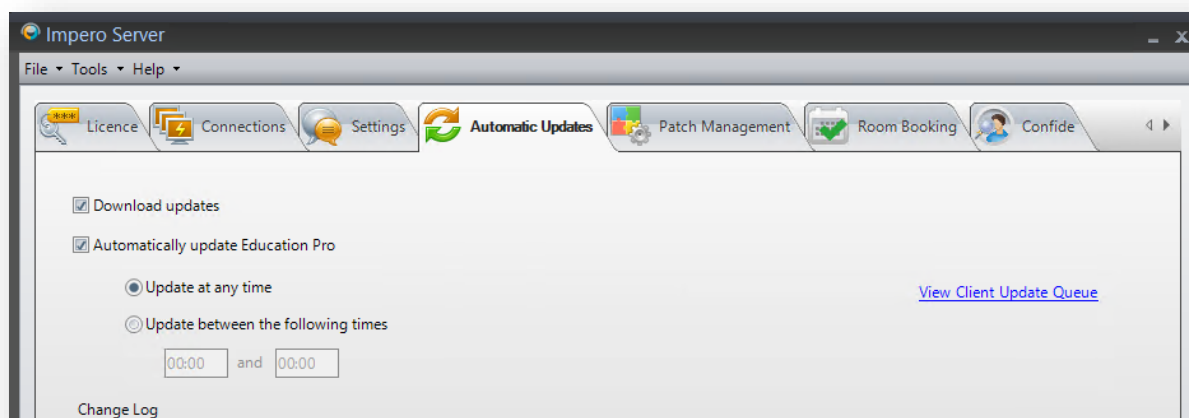 Impero Server
File Tools Help
*** Licence Connections Settings Automatic Updates Patch Management Room Booking Confide
Download updates
Automatically update Education Pro
Update at any time
View Client Update Queue
Update between the following times
00:00 and 00:00
Change Log